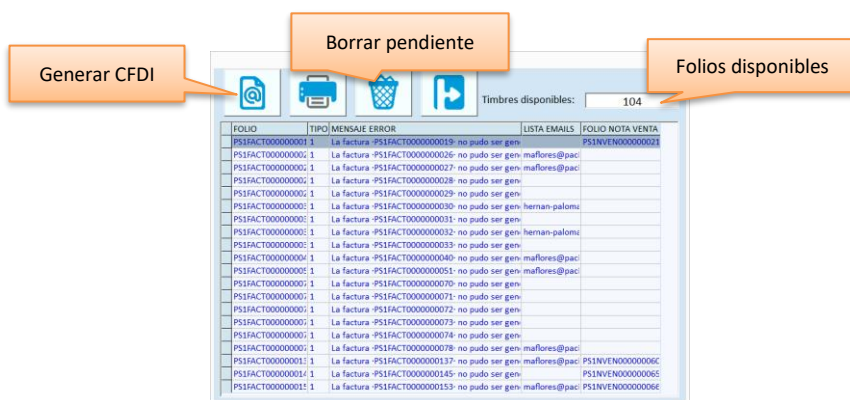 Borrar pendiente
Generar CFDI
Folios disponibles
Timbres disponibles: 104
FOLIO TIPO MENSAJE ERROR LISTA EMAILS FOLIO NOTA VENTA
PS1FACT000000001 1 La factura -PS1FACT0000000019- no pudo ser gen PS1NVEN000000021
PS1FACT000000002 1 La factura -PS1FACT0000000026- no pudo ser gen maflores@paci
PS1FACT000000002 1 La factura -PS1FACT0000000027- no pudo ser gen maflores@paci
PS1FACT000000002 1 La factura -PS1FACT0000000028- no pudo ser gen
PS1FACT000000002 1 La factura -PS1FACT0000000029- no pudo ser gen
PS1FACT000000003 1 La factura -PS1FACT0000000030- no pudo ser gen hernan-paloma
PS1FACT000000003 1 La factura -PS1FACT0000000031- no pudo ser gen
PS1FACT000000003 1 La factura -PS1FACT0000000032- no pudo ser gen hernan-paloma
PS1FACT000000003 1 La factura -PS1FACT0000000033- no pudo ser gen
PS1FACT000000004 1 La factura -PS1FACT0000000040- no pudo ser gen maflores@paci
PS1FACT000000005 1 La factura -PS1FACT0000000051- no pudo ser gen maflores@paci
PS1FACT000000007 1 La factura -PS1FACT0000000070- no pudo ser gen
PS1FACT000000007 1 La factura -PS1FACT0000000071- no pudo ser gen
PS1FACT000000007 1 La factura -PS1FACT0000000072- no pudo ser gen
PS1FACT000000007 1 La factura -PS1FACT0000000073- no pudo ser gen
PS1FACT000000007 1 La factura -PS1FACT0000000074- no pudo ser gen
PS1FACT000000007 1 La factura -PS1FACT0000000078- no pudo ser gen maflores@paci
PS1FACT000000013 1 La factura -PS1FACT0000000137- no pudo ser gen maflores@paci PS1NVEN00000006C
PS1FACT000000014 1 La factura -PS1FACT0000000145- no pudo ser gen PS1NVEN000000065
PS1FACT000000015 1 La factura -PS1FACT0000000153- no pudo ser gen maflores@paci PS1NVEN000000066